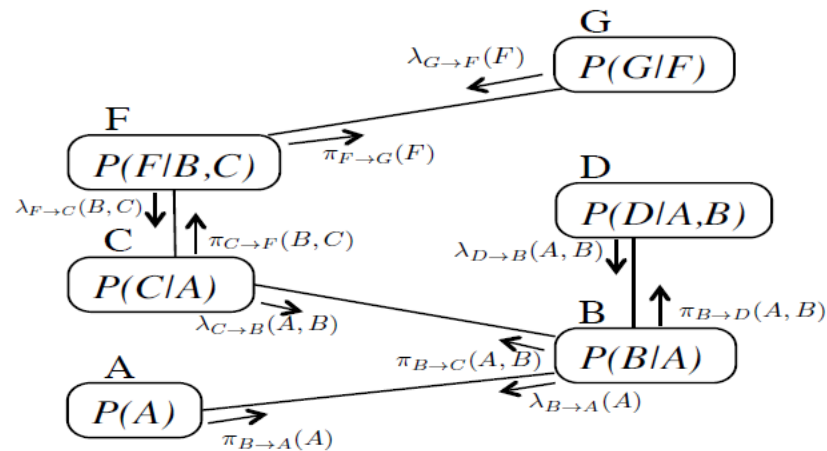 G
λ_{G→F}(F)
P(G|F)
F
P(F|B,C)
π_{F→G}(F)
D
λ_{F→C}(B, C)
P(D|A,B)
C
π_{C→F}(B, C)
λ_{D→B}(A, B)
P(C|A)
λ_{C→B}(A, B)
B
π_{B→D}(A, B)
π_{B→C}(A, B)
P(B|A)
A
λ_{B→A}(A)
P(A)
π_{B→A}(A)